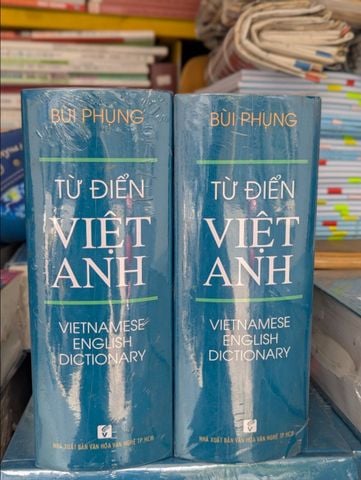 BÙI PHỤNG
TỪ ĐIỂN
VIỆT
ANH
VIETNAMESE
ENGLISH
DICTIONARY
NHÀ XUẤT BẢN VĂN HÓA VĂN NGHỆ TP.HCM
BÙI PHỤNG
TỪ ĐIỂN
VIỆT
ANH
VIETNAMESE
ENGLISH
DICTIONARY
NHÀ XUẤT BẢN VĂN HÓA VĂN NGHỆ TP.HCM